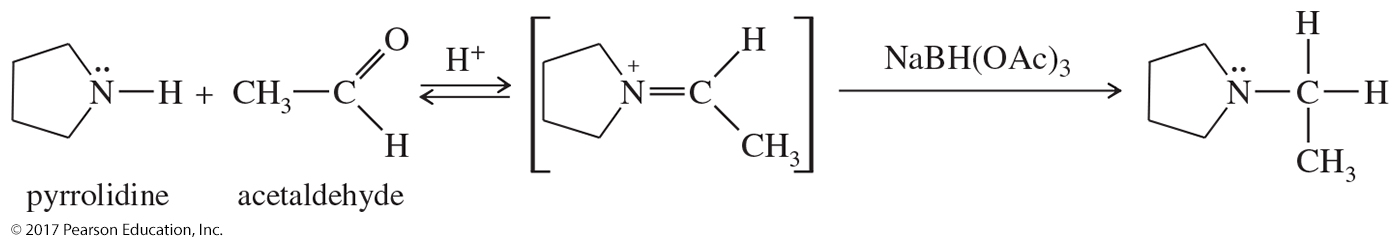 N̈—H + CH₃—C(=O)—H H⁺ [N⁺=C(H)CH₃] NaBH(OAc)₃ N̈—C(H)(H)—CH₃
pyrrolidine acetaldehyde
© 2017 Pearson Education, Inc.